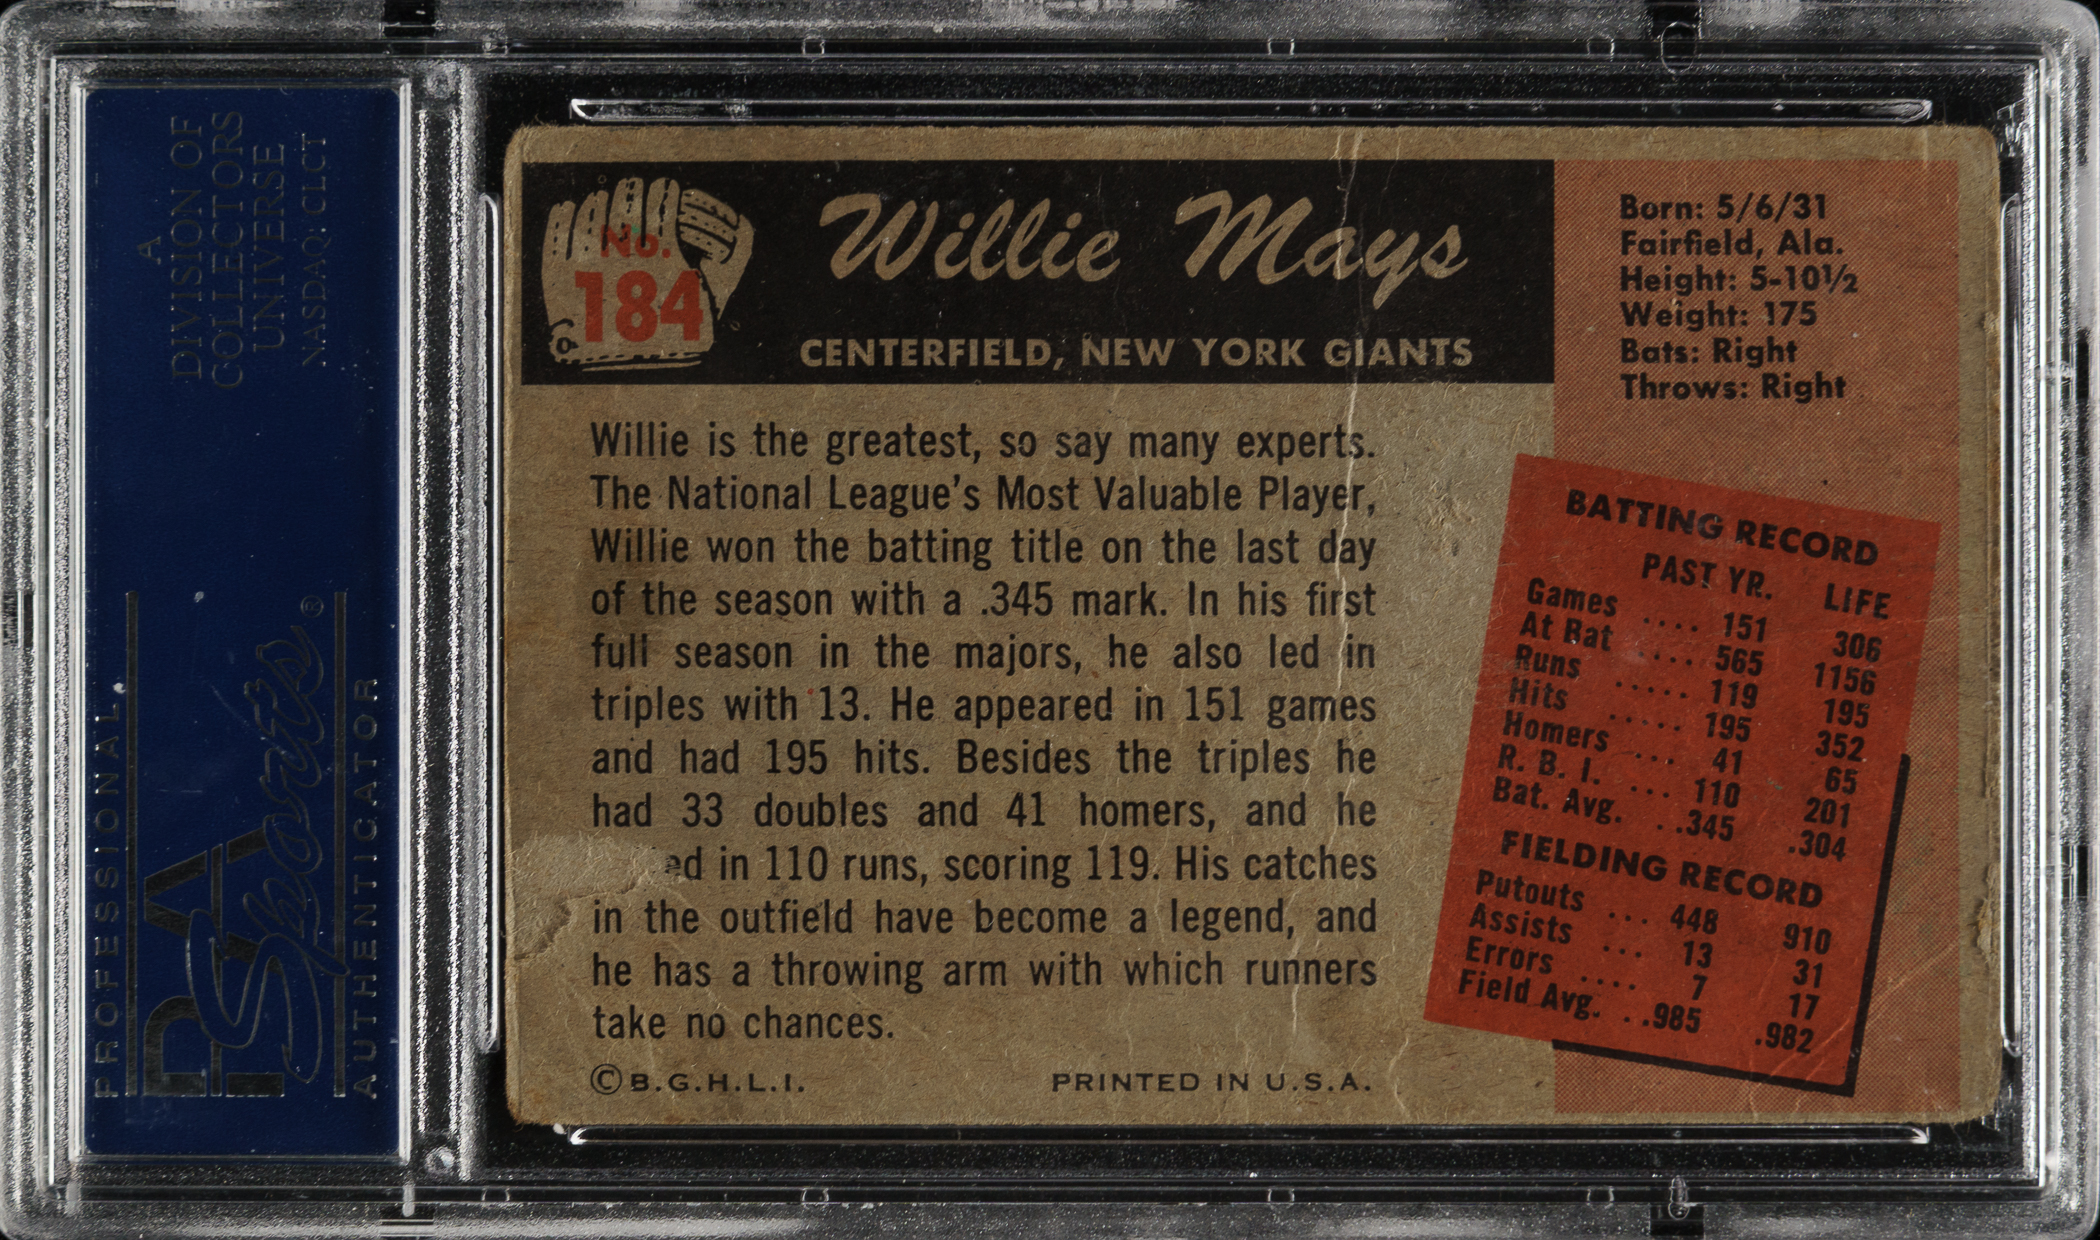 A
DIVISION OF
COLLECTORS
UNIVERSE
NASDAQ: CLCT
PROFESSIONAL
PSA
Sports®
AUTHENTICATOR
No.
184
Willie Mays
CENTERFIELD, NEW YORK GIANTS
Born: 5/6/31
Fairfield, Ala.
Height: 5-10½
Weight: 175
Bats: Right
Throws: Right
Willie is the greatest, so say many experts.
The National League's Most Valuable Player,
Willie won the batting title on the last day
of the season with a .345 mark. In his first
full season in the majors, he also led in
triples with 13. He appeared in 151 games
and had 195 hits. Besides the triples he
had 33 doubles and 41 homers, and he
in 110 runs, scoring 119. His catches
in the outfield have become a legend, and
he has a throwing arm with which runners
take no chances.
©B.G.H.L.I. PRINTED IN U.S.A.
BATTING RECORD
PAST YR. LIFE
Games .... 151 306
At Bat .... 565 1156
Runs ..... 119 195
Hits ..... 195 352
Homers ... 41 65
R. B. I. ... 110 201
Bat. Avg. . .345 .304
FIELDING RECORD
Putouts ... 448 910
Assists ... 13 31
Errors .... 7 17
Field Avg. . .985 .982